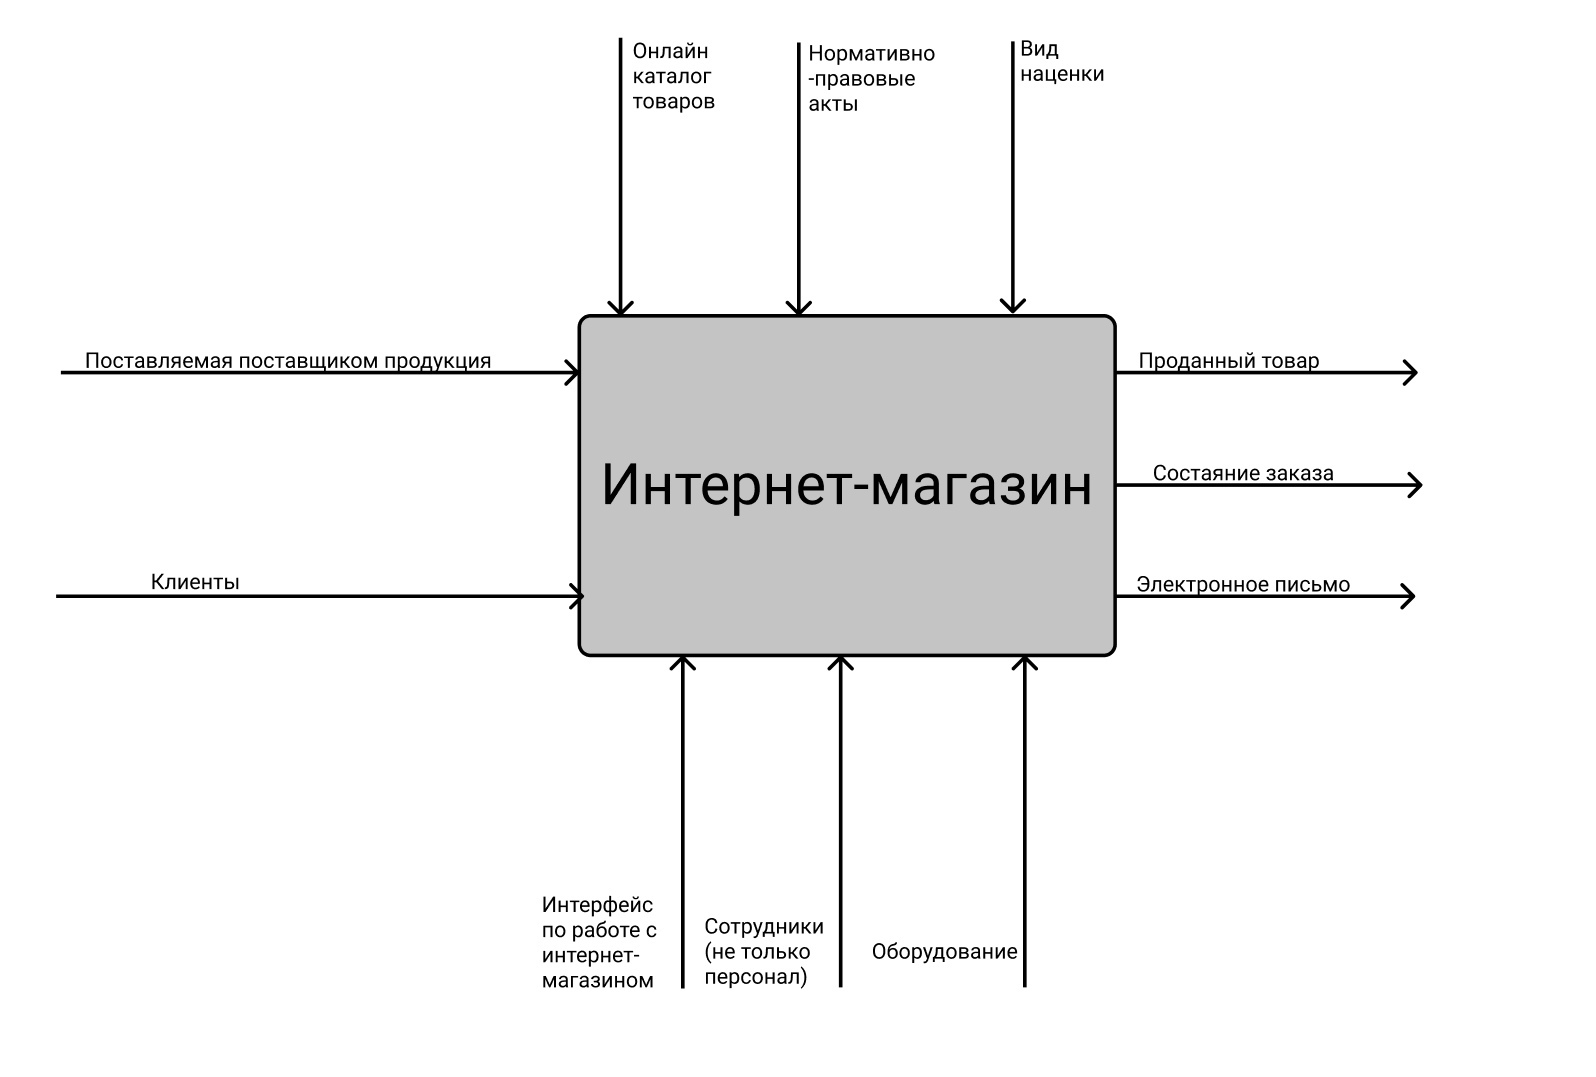 Онлайн
каталог
товаров
Нормативно
-правовые
акты
Вид
наценки
Поставляемая поставщиком продукция
Проданный товар
Интернет-магазин
Состаяние заказа
Клиенты
Электронное письмо
Интерфейс
по работе с
интернет-
магазином
Сотрудники
(не только
персонал)
Оборудование